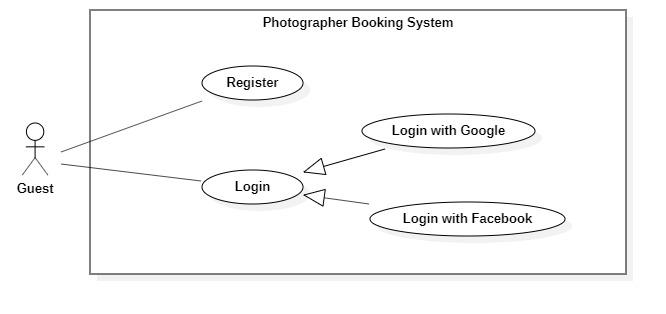 Photographer Booking System
Register
Login with Google
Guest
Login
Login with Facebook